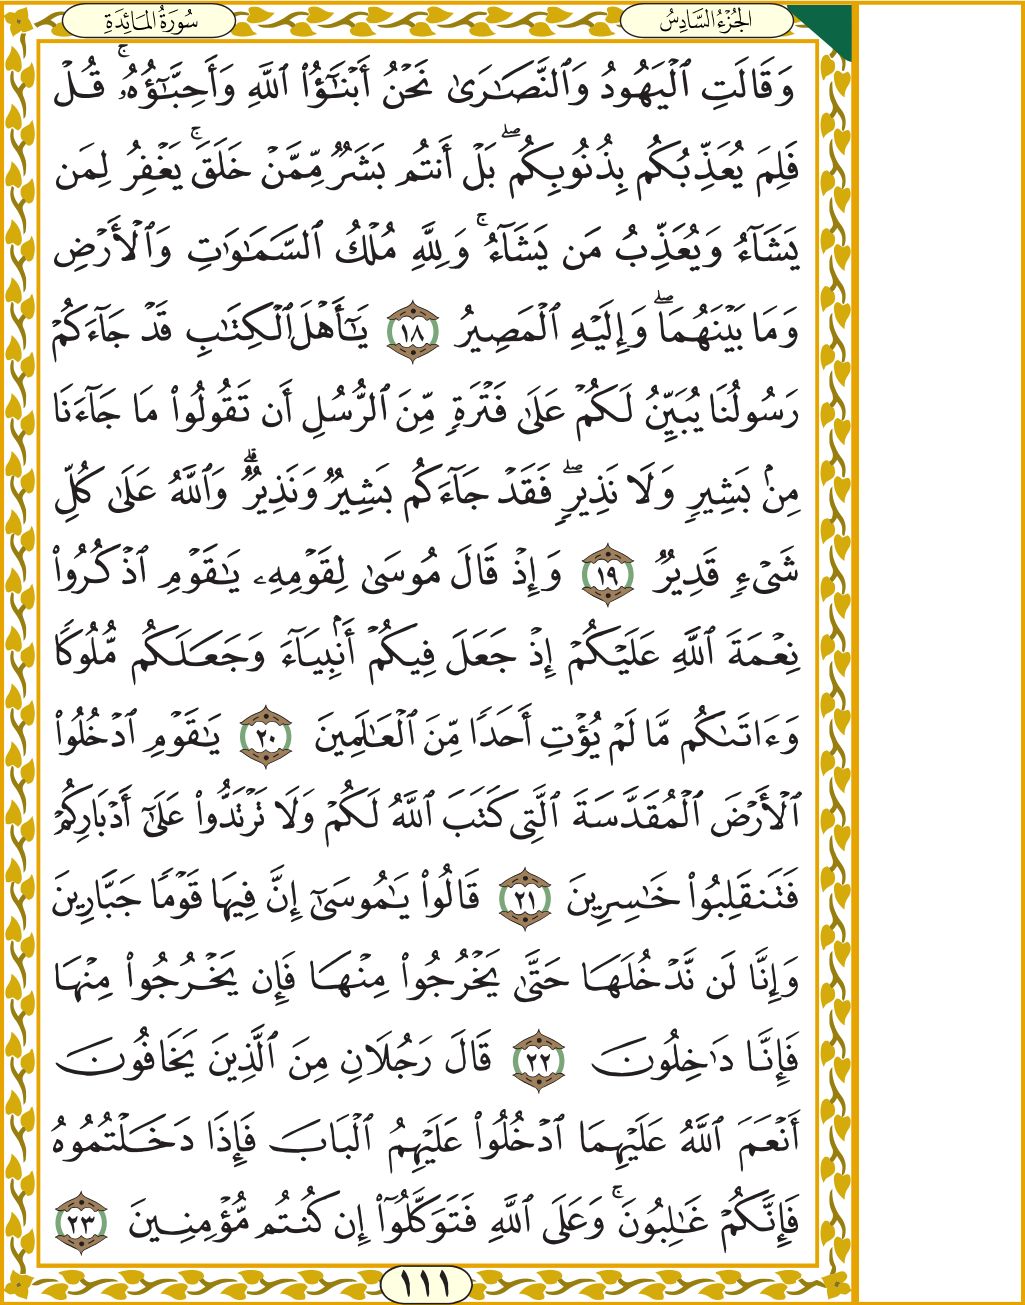 الجُزْءُ السَّادِسُ
سُورَةُ المَائِدَةِ
وَقَالَتِ ٱلۡيَهُودُ وَٱلنَّصَٰرَىٰ نَحۡنُ أَبۡنَٰٓؤُاْ ٱللَّهِ وَأَحِبَّٰٓؤُهُۥۚ قُلۡ
فَلِمَ يُعَذِّبُكُم بِذُنُوبِكُمۖ بَلۡ أَنتُم بَشَرٞ مِّمَّنۡ خَلَقَۚ يَغۡفِرُ لِمَن
يَشَآءُ وَيُعَذِّبُ مَن يَشَآءُۚ وَلِلَّهِ مُلۡكُ ٱلسَّمَٰوَٰتِ وَٱلۡأَرۡضِ
وَمَا بَيۡنَهُمَاۖ وَإِلَيۡهِ ٱلۡمَصِيرُ ١٨ يَٰٓأَهۡلَ ٱلۡكِتَٰبِ قَدۡ جَآءَكُمۡ
رَسُولُنَا يُبَيِّنُ لَكُمۡ عَلَىٰ فَتۡرَةٖ مِّنَ ٱلرُّسُلِ أَن تَقُولُواْ مَا جَآءَنَا
مِنۢ بَشِيرٖ وَلَا نَذِيرٖۖ فَقَدۡ جَآءَكُم بَشِيرٞ وَنَذِيرٞۗ وَٱللَّهُ عَلَىٰ كُلِّ
شَيۡءٖ قَدِيرٞ ١٩ وَإِذۡ قَالَ مُوسَىٰ لِقَوۡمِهِۦ يَٰقَوۡمِ ٱذۡكُرُواْ
نِعۡمَةَ ٱللَّهِ عَلَيۡكُمۡ إِذۡ جَعَلَ فِيكُمۡ أَنۢبِيَآءَ وَجَعَلَكُم مُّلُوكٗا
وَءَاتَىٰكُم مَّا لَمۡ يُؤۡتِ أَحَدٗا مِّنَ ٱلۡعَٰلَمِينَ ٢٠ يَٰقَوۡمِ ٱدۡخُلُواْ
ٱلۡأَرۡضَ ٱلۡمُقَدَّسَةَ ٱلَّتِي كَتَبَ ٱللَّهُ لَكُمۡ وَلَا تَرۡتَدُّواْ عَلَىٰٓ أَدۡبَارِكُمۡ
فَتَنقَلِبُواْ خَٰسِرِينَ ٢١ قَالُواْ يَٰمُوسَىٰٓ إِنَّ فِيهَا قَوۡمٗا جَبَّارِينَ
وَإِنَّا لَن نَّدۡخُلَهَا حَتَّىٰ يَخۡرُجُواْ مِنۡهَا فَإِن يَخۡرُجُواْ مِنۡهَا
فَإِنَّا دَٰخِلُونَ ٢٢ قَالَ رَجُلَانِ مِنَ ٱلَّذِينَ يَخَافُونَ
أَنۡعَمَ ٱللَّهُ عَلَيۡهِمَا ٱدۡخُلُواْ عَلَيۡهِمُ ٱلۡبَابَ فَإِذَا دَخَلۡتُمُوهُ
فَإِنَّكُمۡ غَٰلِبُونَۚ وَعَلَى ٱللَّهِ فَتَوَكَّلُوٓاْ إِن كُنتُم مُّؤۡمِنِينَ ٢٣
١١١